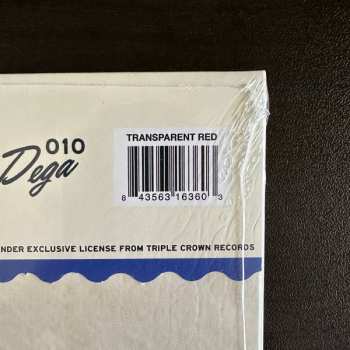 010
Dega
TRANSPARENT RED
8 43563 16360 3
NDER EXCLUSIVE LICENSE FROM TRIPLE CROWN RECORDS